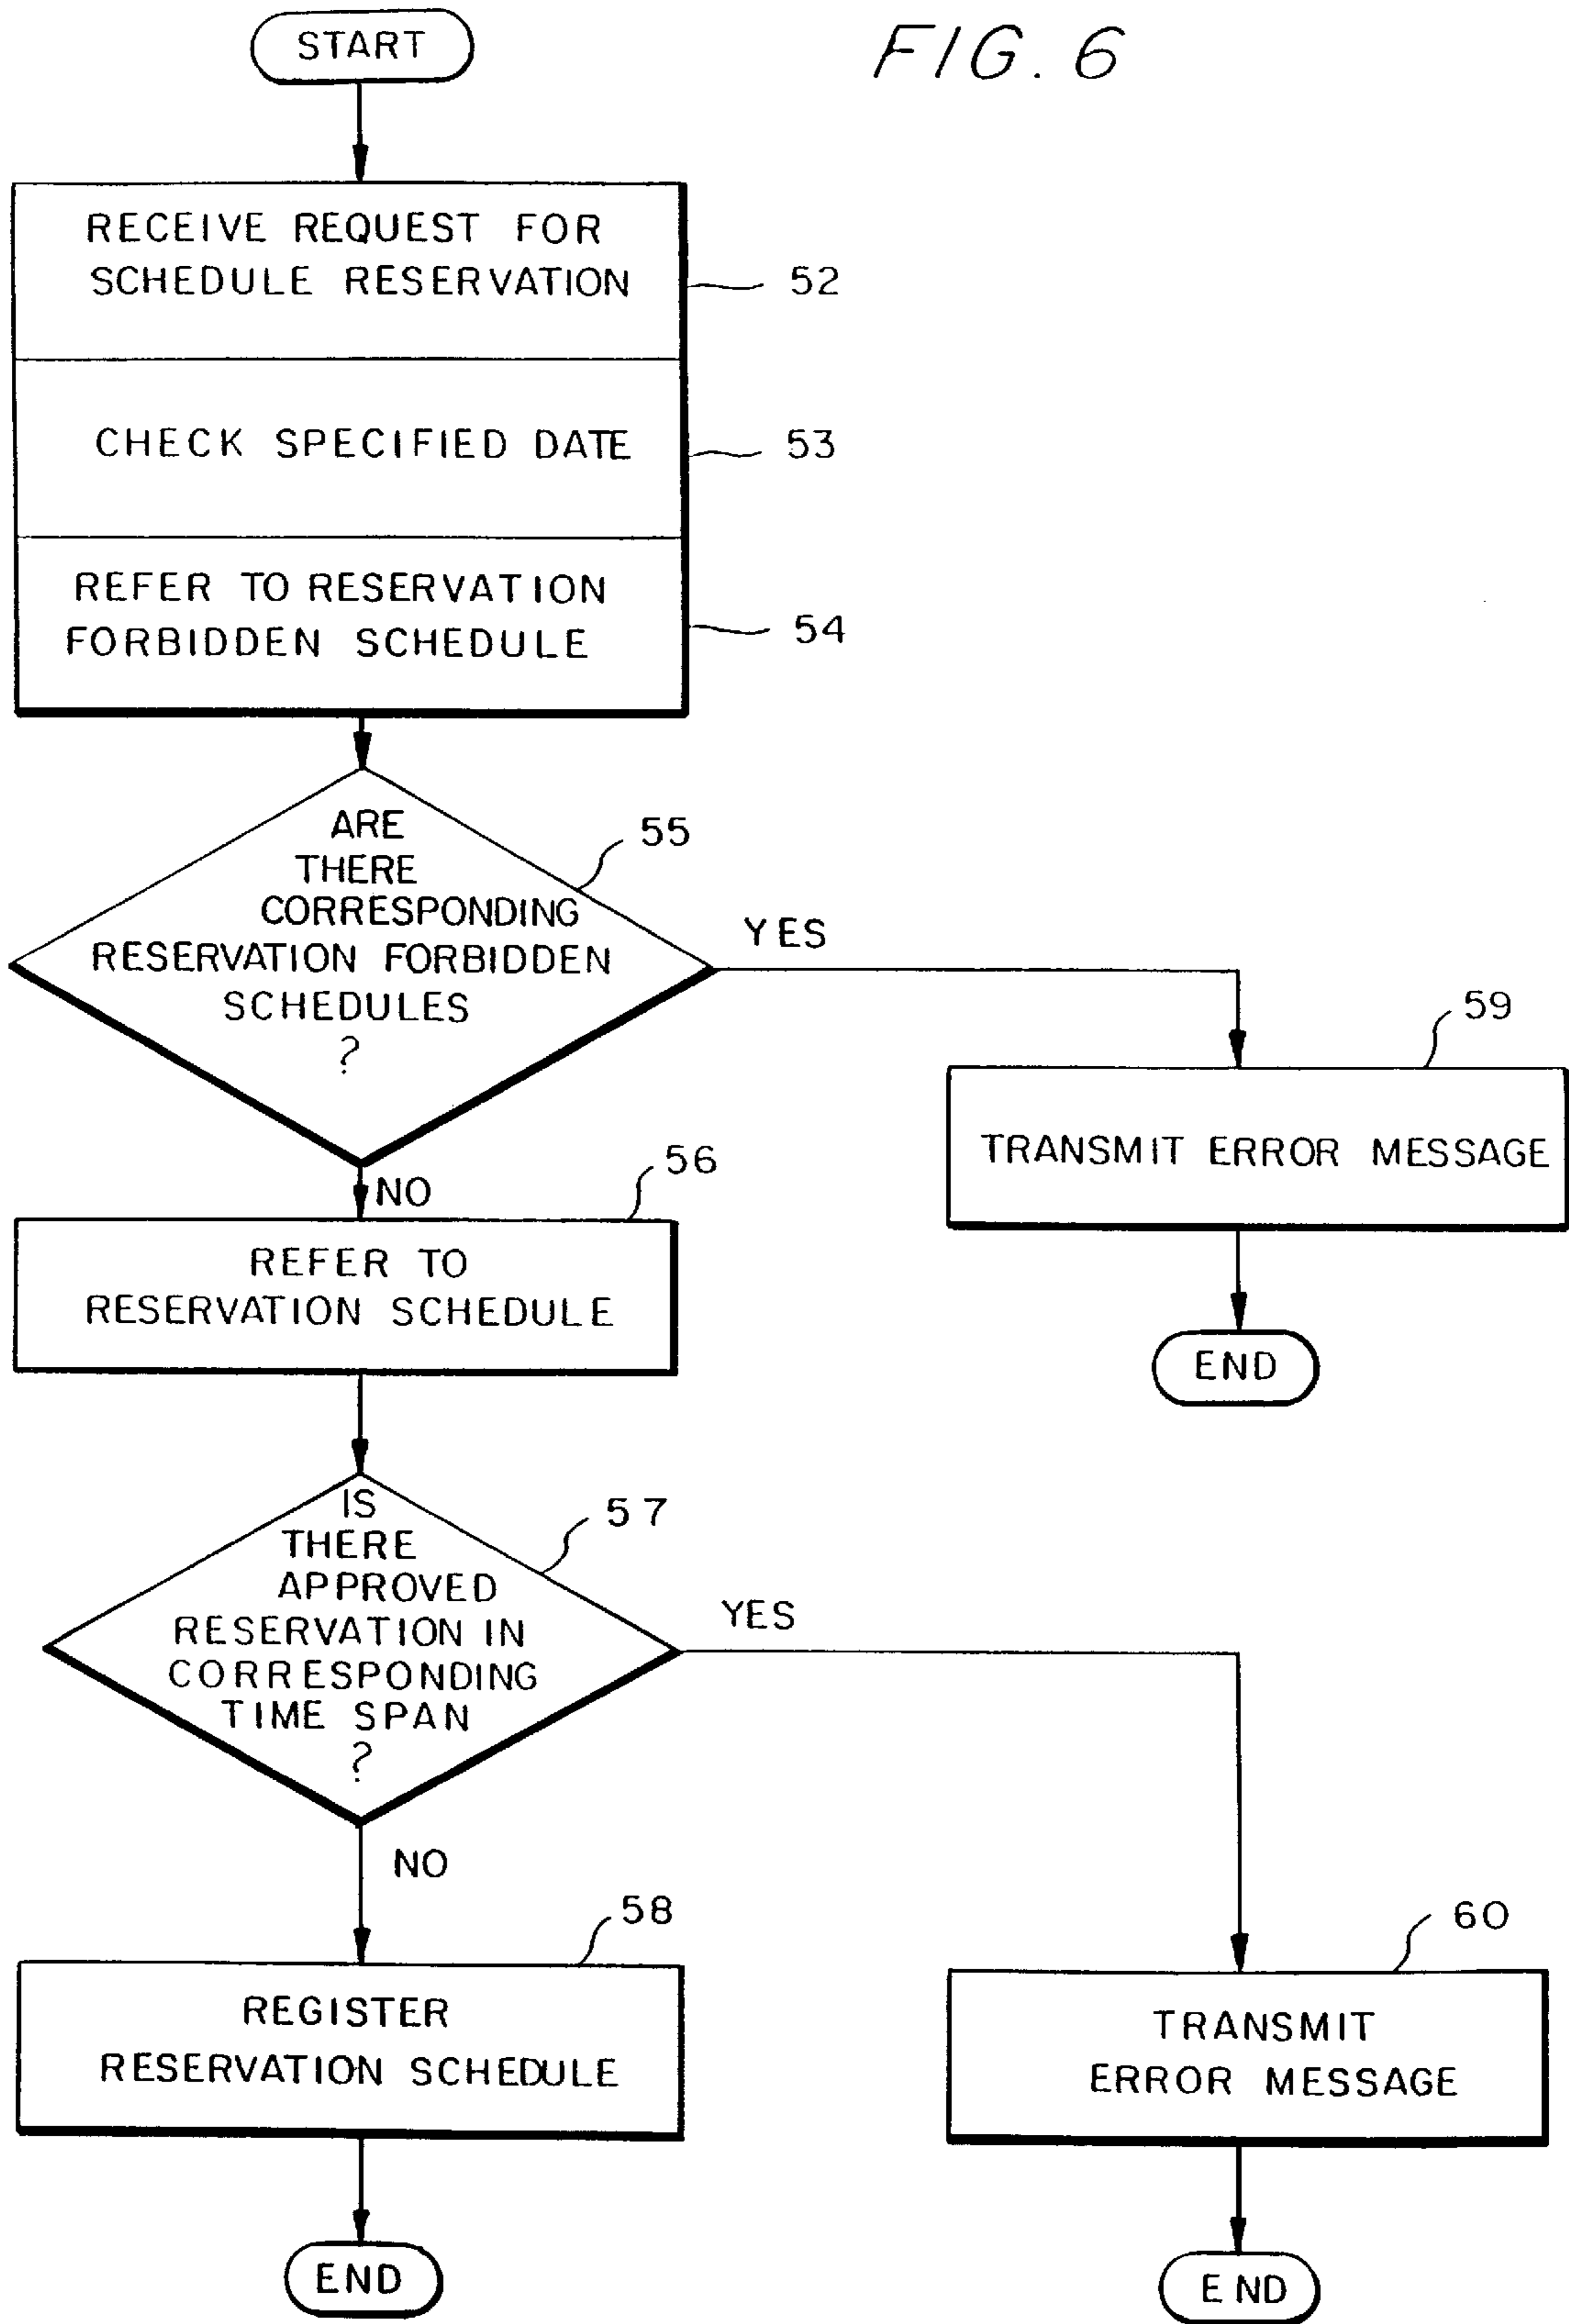 FIG. 6
START
RECEIVE REQUEST FOR
SCHEDULE RESERVATION
52
CHECK SPECIFIED DATE
53
REFER TO RESERVATION
FORBIDDEN SCHEDULE
54
ARE
THERE
CORRESPONDING
RESERVATION FORBIDDEN
SCHEDULES
?
55
YES
59
TRANSMIT ERROR MESSAGE
END
NO
56
REFER TO
RESERVATION SCHEDULE
IS
THERE
APPROVED
RESERVATION IN
CORRESPONDING
TIME SPAN
?
57
YES
NO
58
REGISTER
RESERVATION SCHEDULE
END
60
TRANSMIT
ERROR MESSAGE
END